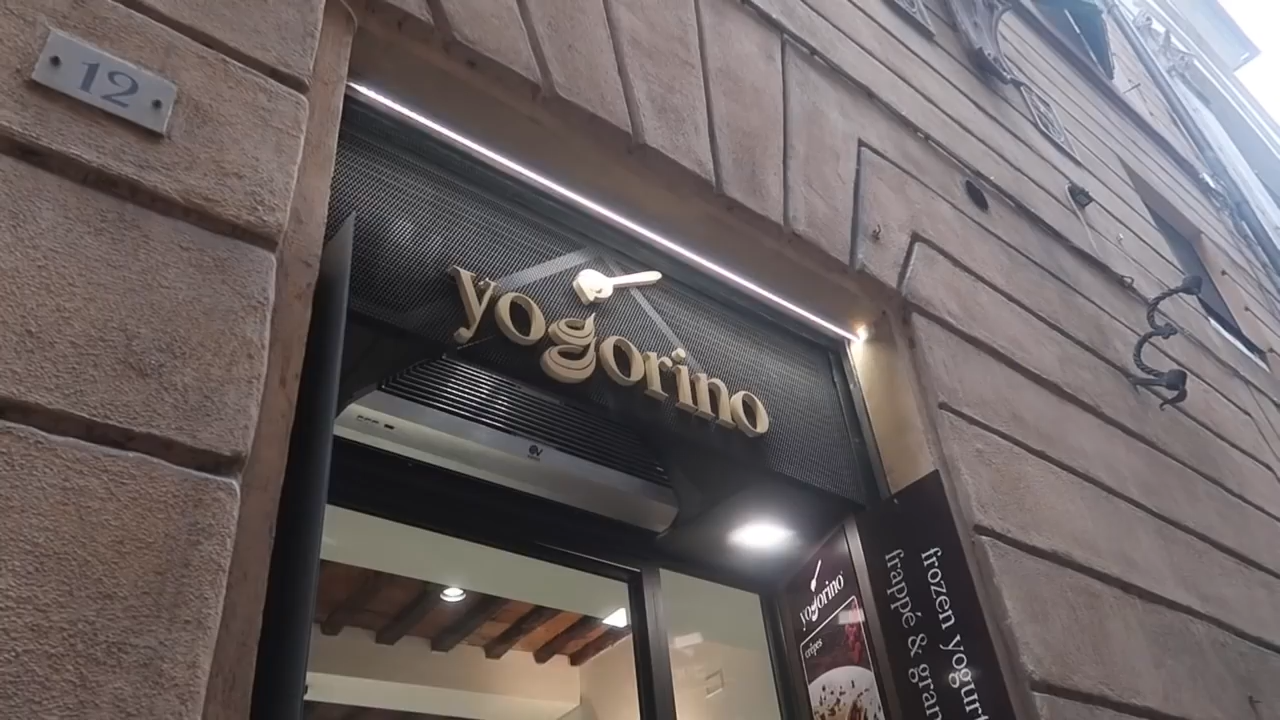 12
yogorino
yogorino
crêpes
frozen yogurt
frappé & gran